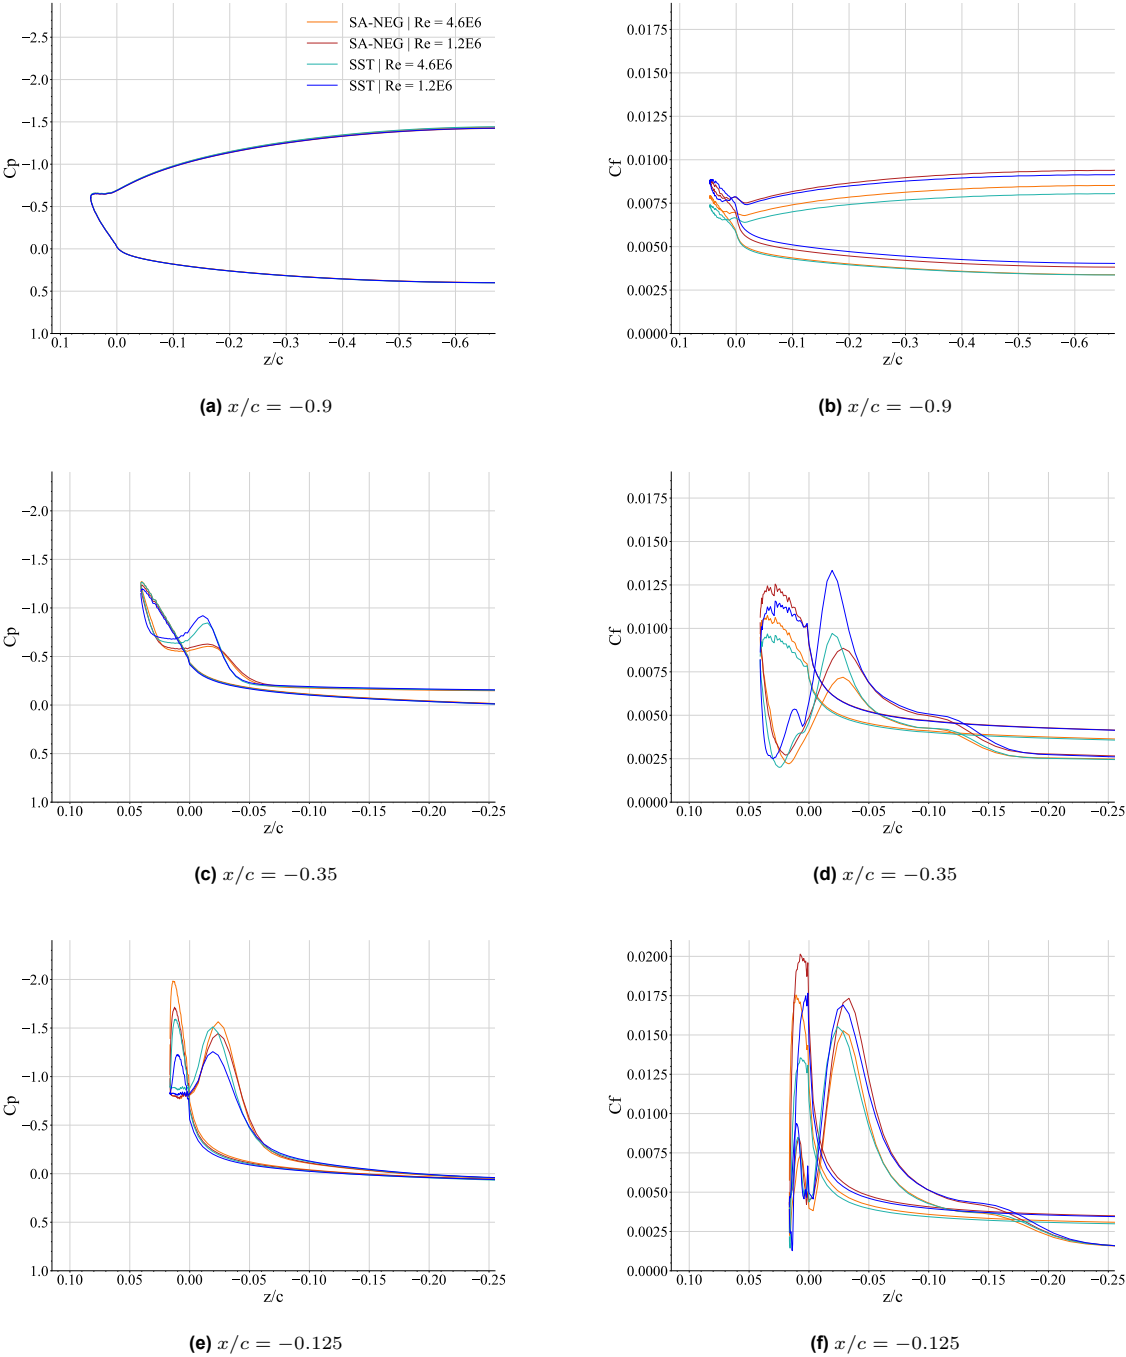 SA-NEG | Re = 4.6E6
SA-NEG | Re = 1.2E6
SST | Re = 4.6E6
SST | Re = 1.2E6
−2.5
−2.0
−1.5
−1.0
−0.5
0.0
0.5
1.0
Cp
0.1 0.0 −0.1 −0.2 −0.3 −0.4 −0.5 −0.6
z/c
(a) x/c = −0.9
0.0175
0.0150
0.0125
0.0100
0.0075
0.0050
0.0025
0.0000
Cf
0.1 0.0 −0.1 −0.2 −0.3 −0.4 −0.5 −0.6
z/c
(b) x/c = −0.9
−2.0
−1.5
−1.0
−0.5
0.0
0.5
1.0
Cp
0.10 0.05 0.00 −0.05 −0.10 −0.15 −0.20 −0.25
z/c
(c) x/c = −0.35
0.0175
0.0150
0.0125
0.0100
0.0075
0.0050
0.0025
0.0000
Cf
0.10 0.05 0.00 −0.05 −0.10 −0.15 −0.20 −0.25
z/c
(d) x/c = −0.35
−2.0
−1.5
−1.0
−0.5
0.0
0.5
1.0
Cp
0.10 0.05 0.00 −0.05 −0.10 −0.15 −0.20 −0.25
z/c
(e) x/c = −0.125
0.0200
0.0175
0.0150
0.0125
0.0100
0.0075
0.0050
0.0025
0.0000
Cf
0.10 0.05 0.00 −0.05 −0.10 −0.15 −0.20 −0.25
z/c
(f) x/c = −0.125